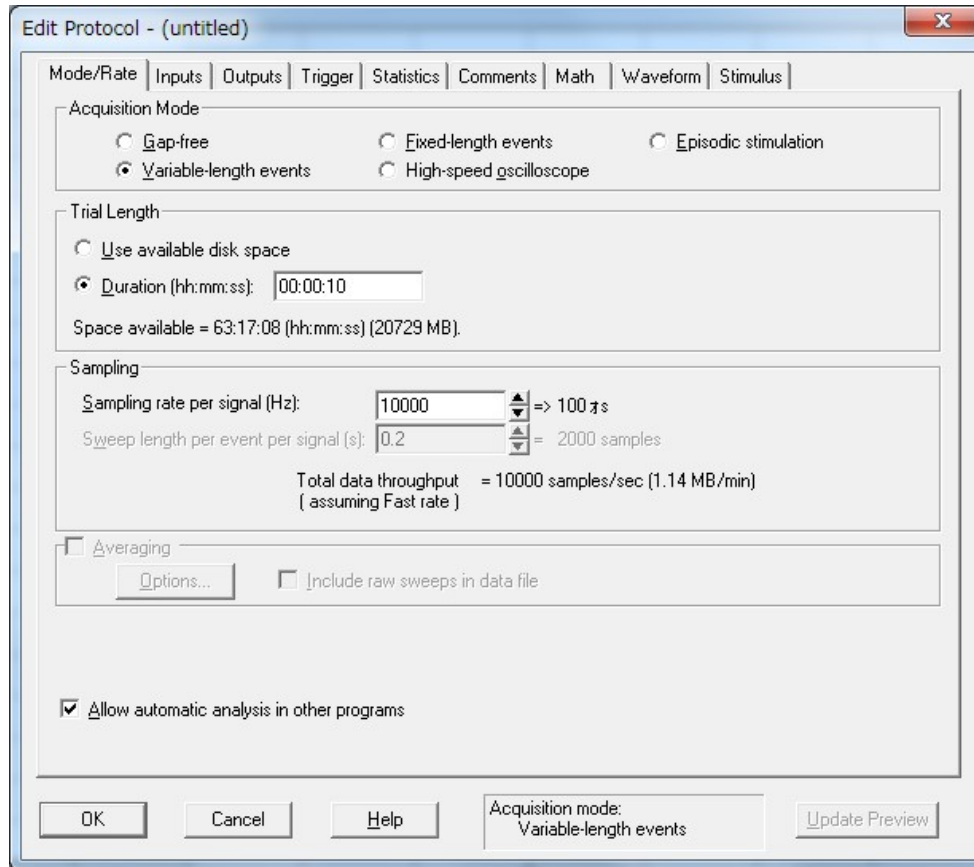 Edit Protocol - (untitled)
Mode/Rate Inputs Outputs Trigger Statistics Comments Math Waveform Stimulus
Acquisition Mode
Gap-free Fixed-length events Episodic stimulation
Variable-length events High-speed oscilloscope
Trial Length
Use available disk space
Duration (hh:mm:ss): 00:00:10
Space available = 63:17:08 (hh:mm:ss) (20729 MB).
Sampling
Sampling rate per signal (Hz): 10000 => 100 ｵs
Sweep length per event per signal (s): 0.2 = 2000 samples
Total data throughput = 10000 samples/sec (1.14 MB/min)
( assuming Fast rate )
Averaging
Options... Include raw sweeps in data file
Allow automatic analysis in other programs
OK Cancel Help Acquisition mode: Update Preview
Variable-length events